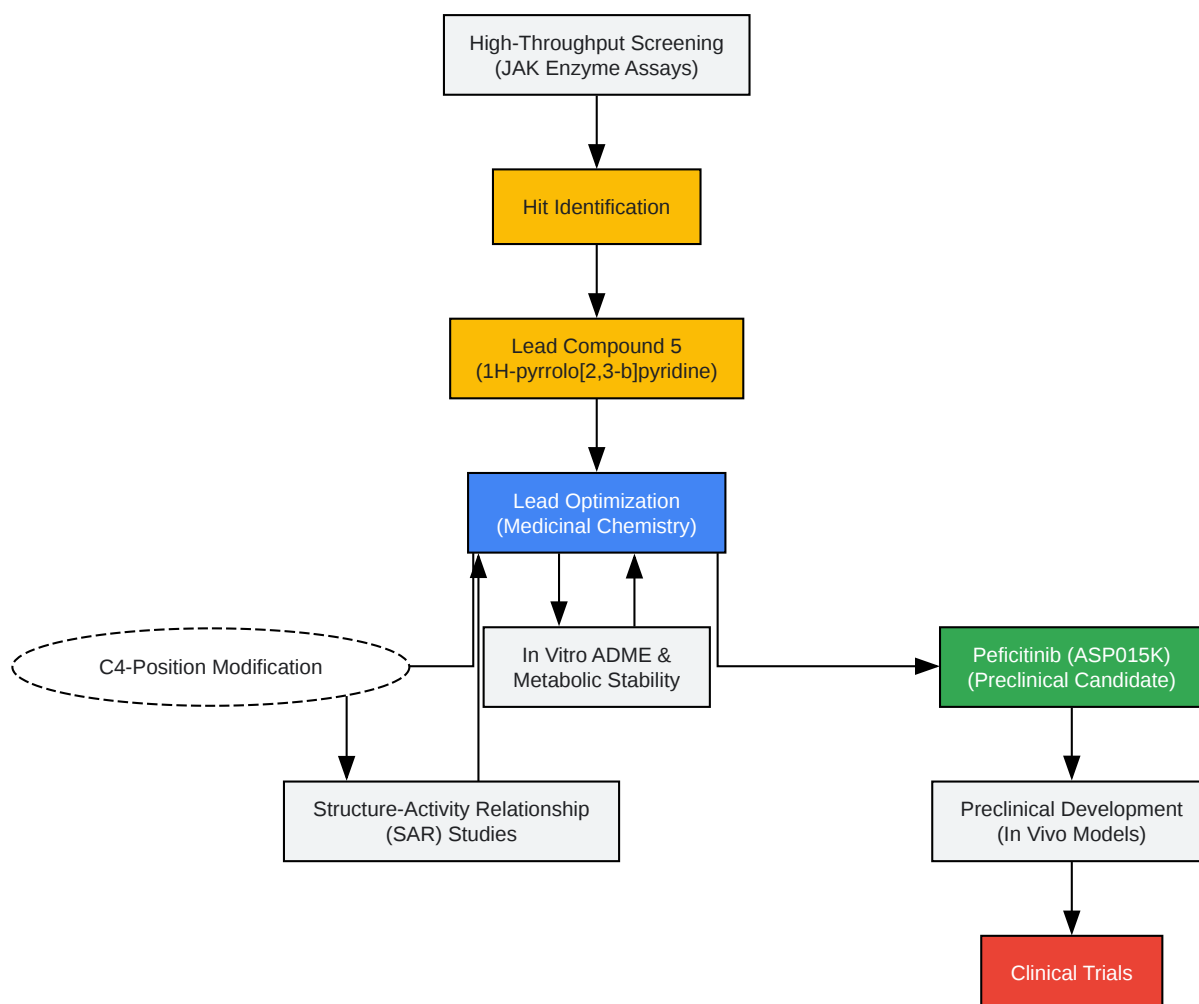 High-Throughput Screening
(JAK Enzyme Assays)
Hit Identification
Lead Compound 5
(1H-pyrrolo[2,3-b]pyridine)
Lead Optimization
(Medicinal Chemistry)
C4-Position Modification
In Vitro ADME &
Metabolic Stability
Peficitinib (ASP015K)
(Preclinical Candidate)
Structure-Activity Relationship
(SAR) Studies
Preclinical Development
(In Vivo Models)
Clinical Trials